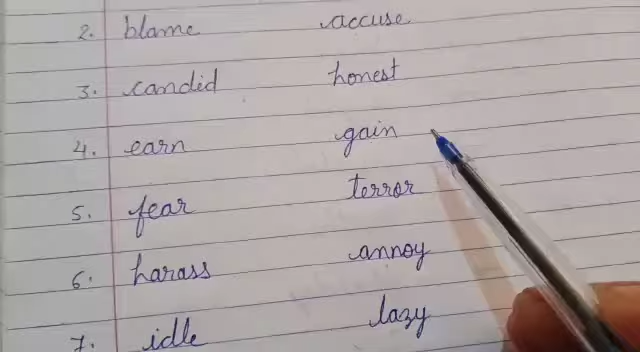 2. blame accuse
3. candid honest
4. earn gain
5. fear terror
6. harass annoy
7. idle lazy